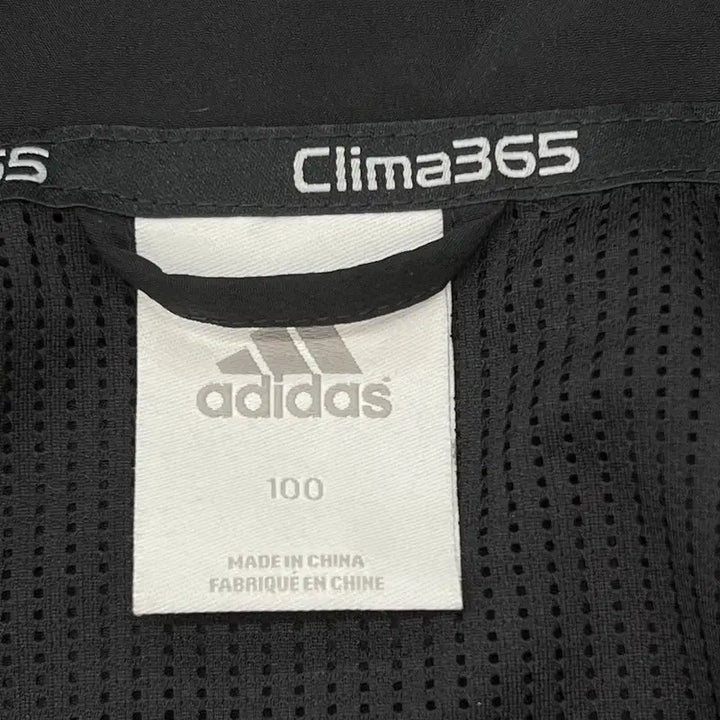 65
Clima365
adidas
100
MADE IN CHINA
FABRIQUÉ EN CHINE